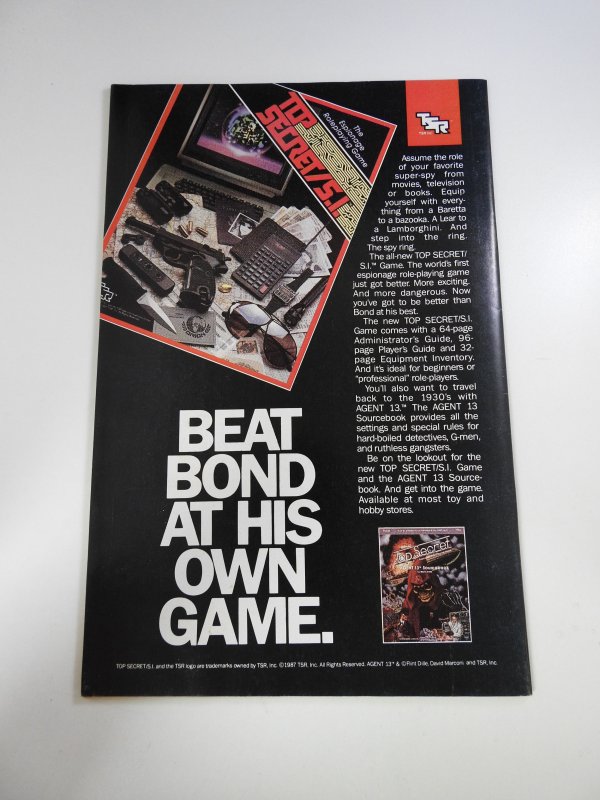 TOP
SECRET/S.I.
The
Espionage
Roleplaying Game
TSR
TSR Inc.
Assume the role
of your favorite
super-spy from
movies, television
or books. Equip
yourself with every-
thing from a Baretta
to a bazooka. A Lear to
a Lamborghini. And
step into the ring.
The spy ring.
The all-new TOP SECRET/
S.I.™ Game. The world's first
espionage role-playing game
just got better. More exciting.
And more dangerous. Now
you've got to be better than
Bond at his best.
The new TOP SECRET/S.I.
Game comes with a 64-page
Administrator's Guide, 96-
page Player's Guide and 32-
page Equipment Inventory.
And it's ideal for beginners or
"professional" role-players.
You'll also want to travel
back to the 1930's with
AGENT 13.™ The AGENT 13
Sourcebook provides all the
settings and special rules for
hard-boiled detectives, G-men,
and ruthless gangsters.
Be on the lookout for the
new TOP SECRET/S.I. Game
and the AGENT 13 Source-
book. And get into the game.
Available at most toy and
hobby stores.
BEAT
BOND
AT HIS
OWN
GAME.
Top Secret
AGENT 13™ Sourcebook
TOP SECRET/S.I. and the TSR logo are trademarks owned by TSR, Inc. ©1987 TSR, Inc. All Rights Reserved. AGENT 13™ & ©Flint Dille, David Marconi and TSR, Inc.